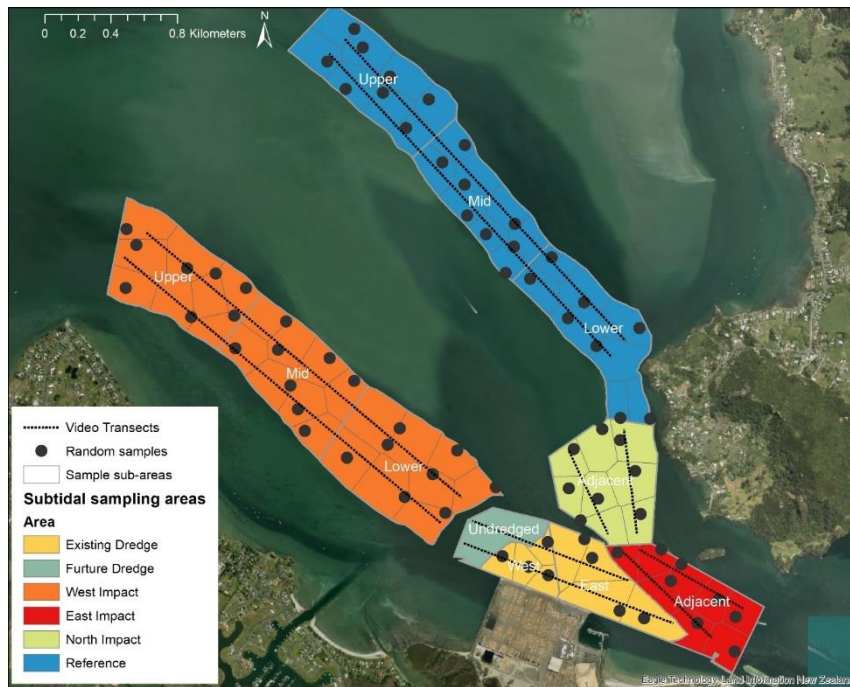 N
0 0.2 0.4 0.8 Kilometers
Upper
Mid
Lower
Upper
Mid
Lower
Adjacent
Undredged
West
East
Adjacent
Video Transects
Random samples
Sample sub-areas
Subtidal sampling areas
Area
Existing Dredge
Furture Dredge
West Impact
East Impact
North Impact
Reference
Eagle Technology, Land Information New Zealand